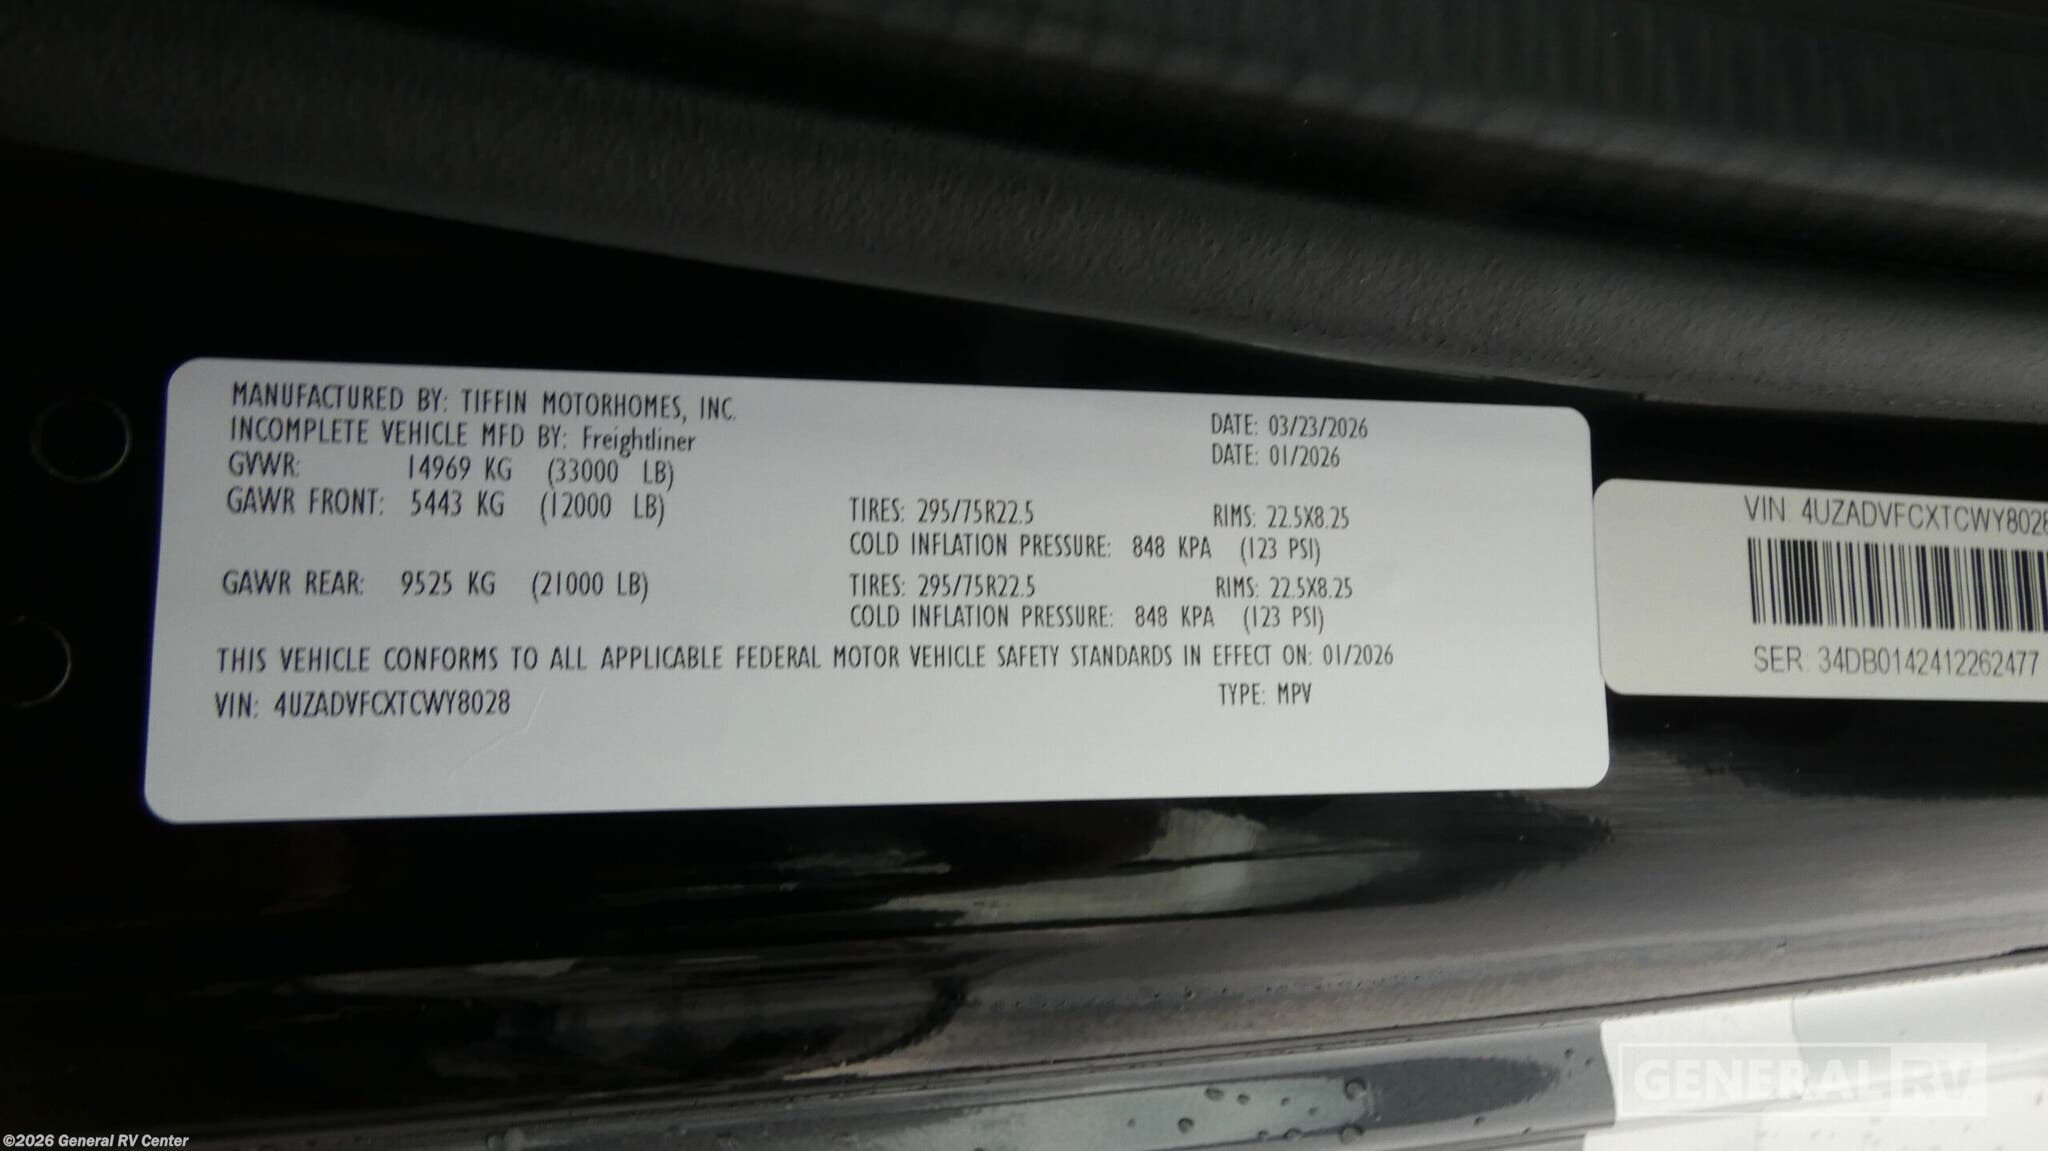 MANUFACTURED BY: TIFFIN MOTORHOMES, INC. DATE: 03/23/2026
INCOMPLETE VEHICLE MFD BY: Freightliner DATE: 01/2026
GVWR: 14969 KG (33000 LB)
GAWR FRONT: 5443 KG (12000 LB) TIRES: 295/75R22.5 RIMS: 22.5X8.25
COLD INFLATION PRESSURE: 848 KPA (123 PSI)
GAWR REAR: 9525 KG (21000 LB) TIRES: 295/75R22.5 RIMS: 22.5X8.25
COLD INFLATION PRESSURE: 848 KPA (123 PSI)
THIS VEHICLE CONFORMS TO ALL APPLICABLE FEDERAL MOTOR VEHICLE SAFETY STANDARDS IN EFFECT ON: 01/2026
VIN: 4UZADVFCXTCWY8028 TYPE: MPV
VIN: 4UZADVFCXTCWY8028
SER: 34DB0142412262477
GENERAL RV
©2026 General RV Center